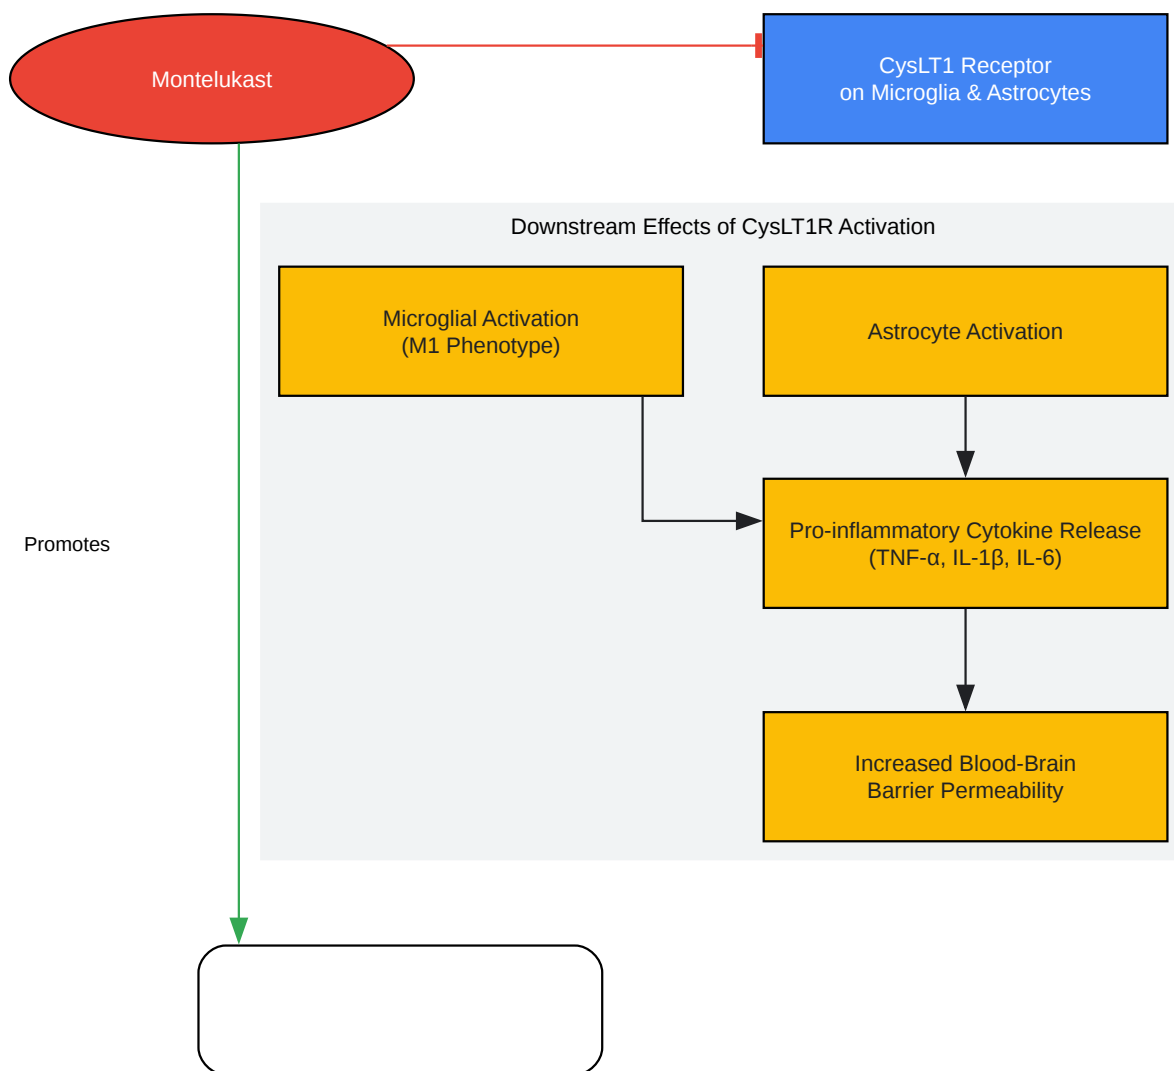 Montelukast
CysLT1 Receptor
on Microglia & Astrocytes
Downstream Effects of CysLT1R Activation
Microglial Activation
(M1 Phenotype)
Astrocyte Activation
Promotes
Pro-inflammatory Cytokine Release
(TNF-α, IL-1β, IL-6)
Increased Blood-Brain
Barrier Permeability